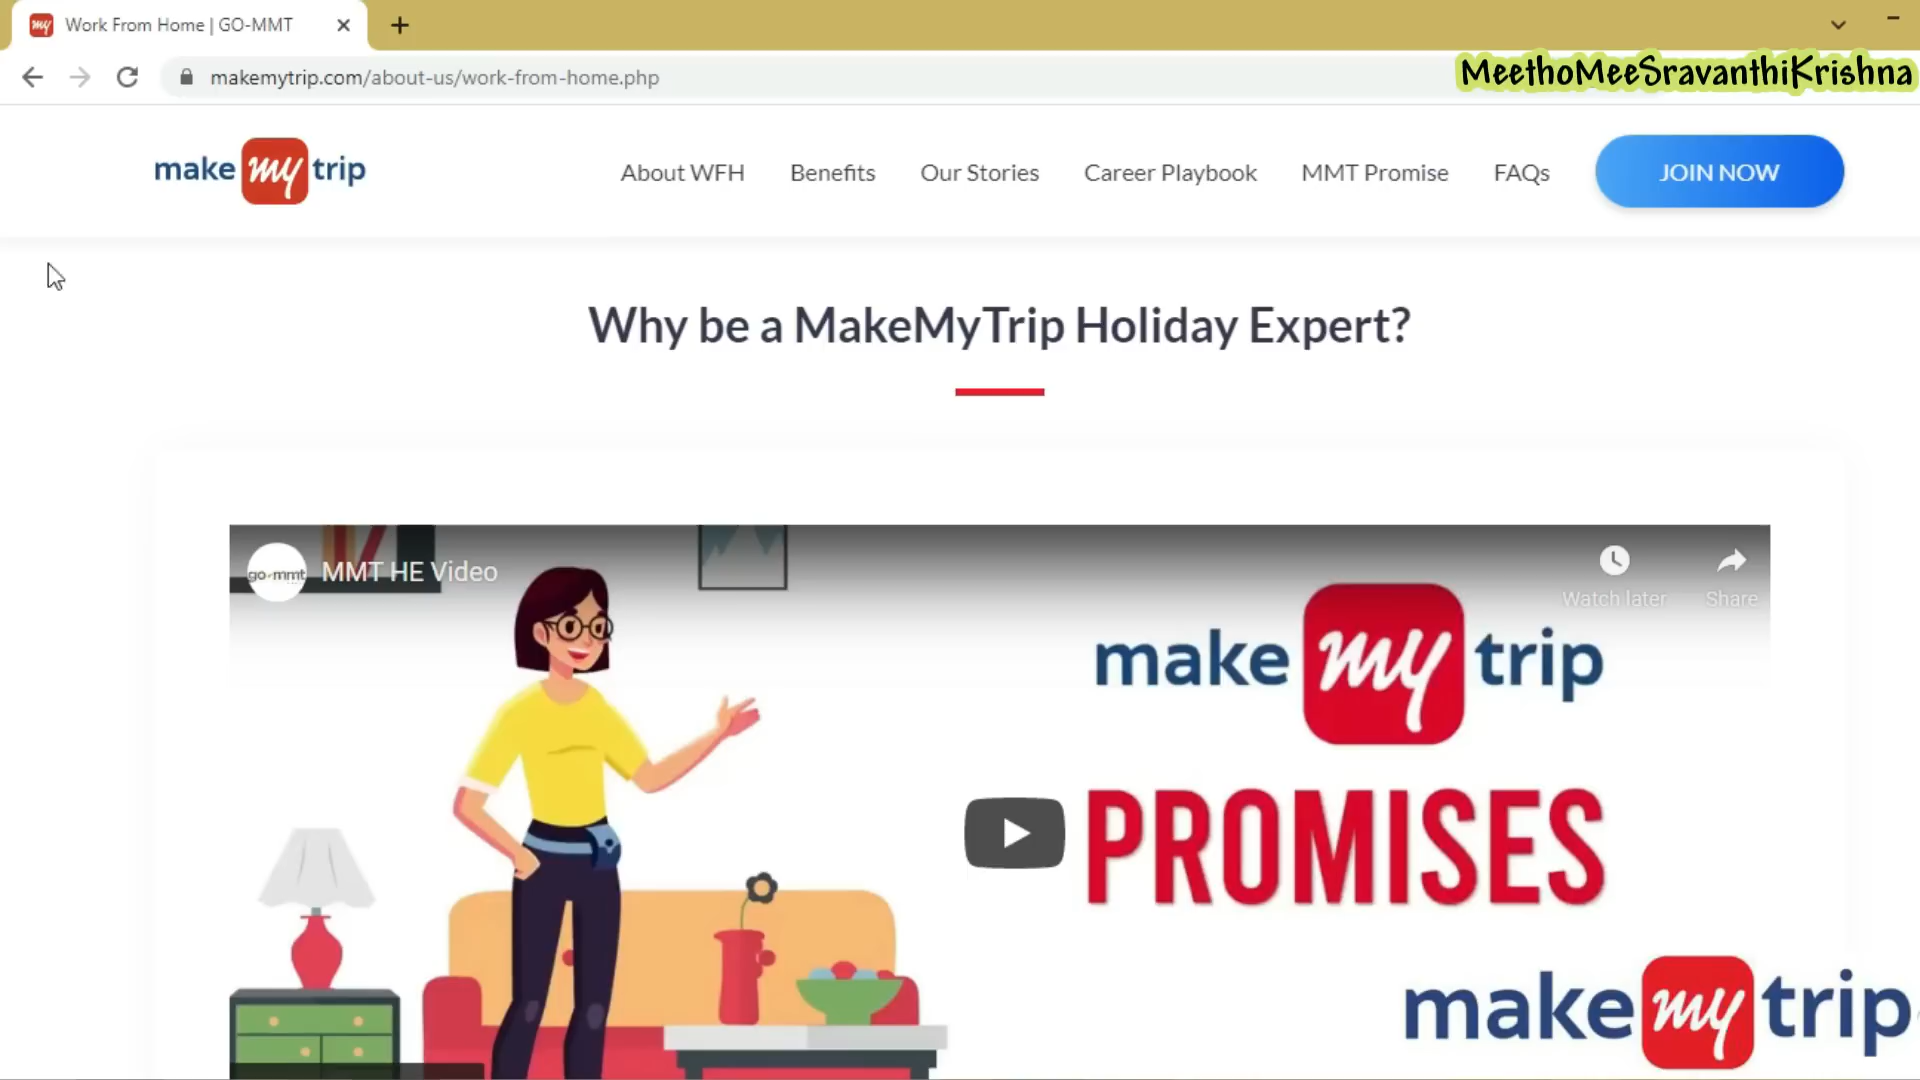 my Work From Home | GO-MMT
makemytrip.com/about-us/work-from-home.php
MeethoMeeSravanthiKrishna
make my trip
About WFH Benefits Our Stories Career Playbook MMT Promise FAQs JOIN NOW
Why be a MakeMyTrip Holiday Expert?
go-mmt MMT HE Video
Watch later Share
make my trip
PROMISES
make my trip